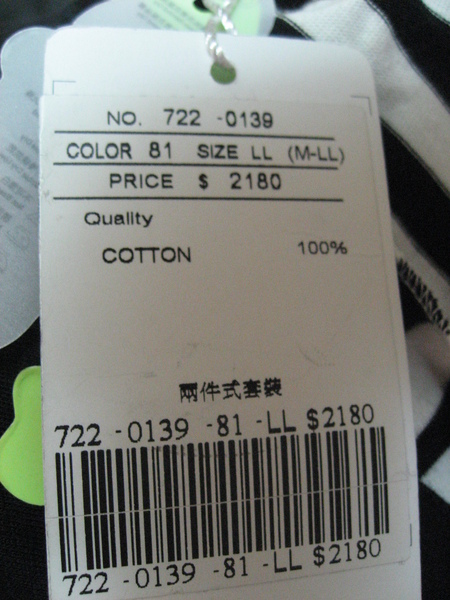 NO. 722 -0139
COLOR 81 SIZE LL (M-LL)
PRICE $ 2180
Quality
COTTON 100%
兩件式套裝
722 -0139 -81 -LL $2180
722 -0139 -81 -LL $2180